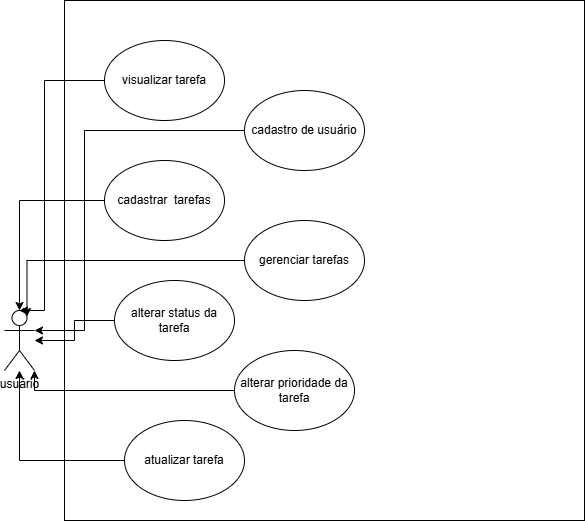 visualizar tarefa
cadastro de usuário
cadastrar tarefas
gerenciar tarefas
alterar status da
tarefa
usuário
alterar prioridade da
tarefa
atualizar tarefa